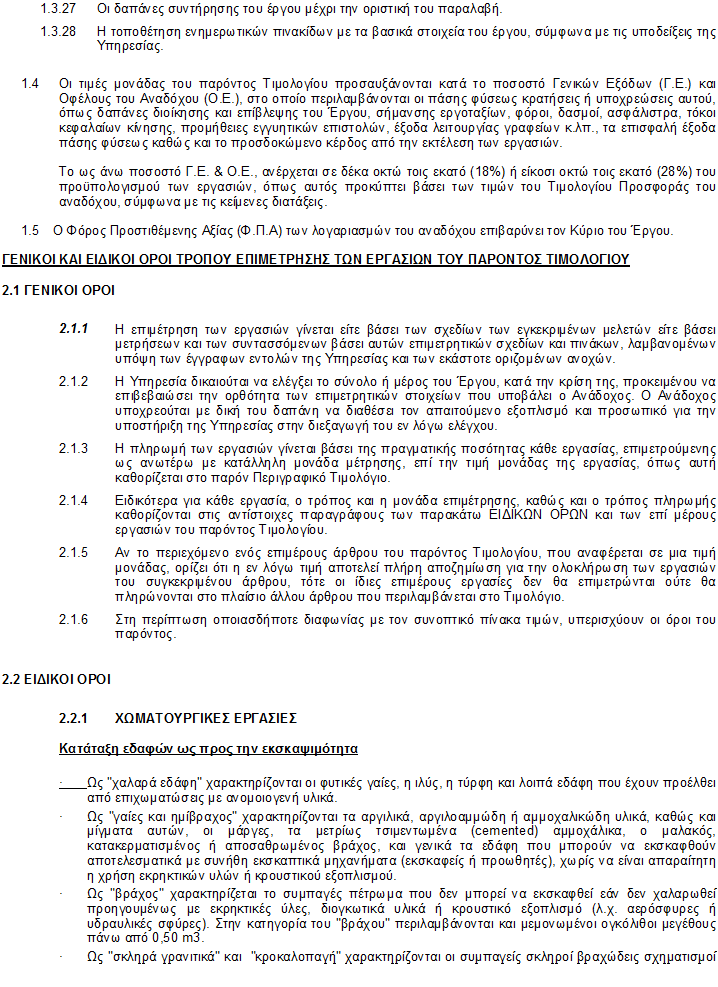 1.3.27 Οι δαπάνες συντήρησης του έργου μέχρι την οριστική του παραλαβή.
1.3.28 Η τοποθέτηση ενημερωτικών πινακίδων με τα βασικά στοιχεία του έργου, σύμφωνα με τις υποδείξεις της
Υπηρεσίας.
1.4 Οι τιμές μονάδας του παρόντος Τιμολογίου προσαυξάνονται κατά το ποσοστό Γενικών Εξόδων (Γ.Ε.) και
Οφέλους του Αναδόχου (Ο.Ε.), στο οποίο περιλαμβάνονται οι πάσης φύσεως κρατήσεις ή υποχρεώσεις αυτού,
όπως δαπάνες διοίκησης και επίβλεψης του Έργου, σήμανσης εργοταξίων, φόροι, δασμοί, ασφάλιστρα, τόκοι
κεφαλαίων κίνησης, προμήθειες εγγυητικών επιστολών, έξοδα λειτουργίας γραφείων κ.λπ., τα επισφαλή έξοδα
πάσης φύσεως καθώς και το προσδοκώμενο κέρδος από την εκτέλεση των εργασιών.
Το ως άνω ποσοστό Γ.Ε. & Ο.Ε., ανέρχεται σε δέκα οκτώ τοις εκατό (18%) ή είκοσι οκτώ τοις εκατό (28%) του
προϋπολογισμού των εργασιών, όπως αυτός προκύπτει βάσει των τιμών του Τιμολογίου Προσφοράς του
αναδόχου, σύμφωνα με τις κείμενες διατάξεις.
1.5 Ο Φόρος Προστιθέμενης Αξίας (Φ.Π.Α) των λογαριασμών του αναδόχου επιβαρύνει τον Κύριο του Έργου.
ΓΕΝΙΚΟΙ ΚΑΙ ΕΙΔΙΚΟΙ ΟΡΟΙ ΤΡΟΠΟΥ ΕΠΙΜΕΤΡΗΣΗΣ ΤΩΝ ΕΡΓΑΣΙΩΝ ΤΟΥ ΠΑΡΟΝΤΟΣ ΤΙΜΟΛΟΓΙΟΥ
2.1 ΓΕΝΙΚΟΙ ΟΡΟΙ
2.1.1 Η επιμέτρηση των εργασιών γίνεται είτε βάσει των σχεδίων των εγκεκριμένων μελετών είτε βάσει
μετρήσεων και των συντασσόμενων βάσει αυτών επιμετρητικών σχεδίων και πινάκων, λαμβανομένων
υπόψη των έγγραφων εντολών της Υπηρεσίας και των εκάστοτε οριζομένων ανοχών.
2.1.2 Η Υπηρεσία δικαιούται να ελέγξει το σύνολο ή μέρος του Έργου, κατά την κρίση της, προκειμένου να
επιβεβαιώσει την ορθότητα των επιμετρητικών στοιχείων που υποβάλει ο Ανάδοχος. Ο Ανάδοχος
υποχρεούται με δική του δαπάνη να διαθέσει τον απαιτούμενο εξοπλισμό και προσωπικό για την
υποστήριξη της Υπηρεσίας στην διεξαγωγή του εν λόγω ελέγχου.
2.1.3 Η πληρωμή των εργασιών γίνεται βάσει της πραγματικής ποσότητας κάθε εργασίας, επιμετρούμενης
ως ανωτέρω με κατάλληλη μονάδα μέτρησης, επί την τιμή μονάδας της εργασίας, όπως αυτή
καθορίζεται στο παρόν Περιγραφικό Τιμολόγιο.
2.1.4 Ειδικότερα για κάθε εργασία, ο τρόπος και η μονάδα επιμέτρησης, καθώς και ο τρόπος πληρωμής
καθορίζονται στις αντίστοιχες παραγράφους των παρακάτω ΕΙΔΙΚΩΝ ΟΡΩΝ και των επί μέρους
εργασιών του παρόντος Τιμολογίου.
2.1.5 Αν το περιεχόμενο ενός επιμέρους άρθρου του παρόντος Τιμολογίου, που αναφέρεται σε μια τιμή
μονάδας, ορίζει ότι η εν λόγω τιμή αποτελεί πλήρη αποζημίωση για την ολοκλήρωση των εργασιών
του συγκεκριμένου άρθρου, τότε οι ίδιες επιμέρους εργασίες δεν θα επιμετρώνται ούτε θα
πληρώνονται στο πλαίσιο άλλου άρθρου που περιλαμβάνεται στο Τιμολόγιο.
2.1.6 Στη περίπτωση οποιασδήποτε διαφωνίας με τον συνοπτικό πίνακα τιμών, υπερισχύουν οι όροι του
παρόντος.
2.2 ΕΙΔΙΚΟΙ ΟΡΟΙ
2.2.1 ΧΩΜΑΤΟΥΡΓΙΚΕΣ ΕΡΓΑΣΙΕΣ
Κατάταξη εδαφών ως προς την εκσκαψιμότητα
· Ως "χαλαρά εδάφη" χαρακτηρίζονται οι φυτικές γαίες, η ιλύς, η τύρφη και λοιπά εδάφη που έχουν προέλθει
από επιχωματώσεις με ανομοιογενή υλικά.
· Ως "γαίες και ημίβραχος" χαρακτηρίζονται τα αργιλικά, αργιλοαμμώδη ή αμμοχαλικώδη υλικά, καθώς και
μίγματα αυτών, οι μάργες, τα μετρίως τσιμεντωμένα (cemented) αμμοχάλικα, ο μαλακός,
κατακερματισμένος ή αποσαθρωμένος βράχος, και γενικά τα εδάφη που μπορούν να εκσκαφθούν
αποτελεσματικά με συνήθη εκσκαπτικά μηχανήματα (εκσκαφείς ή προωθητές), χωρίς να είναι απαραίτητη
η χρήση εκρηκτικών υλών ή κρουστικού εξοπλισμού.
· Ως "βράχος" χαρακτηρίζεται το συμπαγές πέτρωμα που δεν μπορεί να εκσκαφθεί εάν δεν χαλαρωθεί
προηγουμένως με εκρηκτικές ύλες, διογκωτικά υλικά ή κρουστικό εξοπλισμό (λ.χ. αερόσφυρες ή
υδραυλικές σφύρες). Στην κατηγορία του "βράχου" περιλαμβάνονται και μεμονωμένοι ογκόλιθοι μεγέθους
πάνω από 0,50 m3.
· Ως "σκληρά γρανιτικά" και "κροκαλοπαγή" χαρακτηρίζονται οι συμπαγείς σκληροί βραχώδεις σχηματισμοί